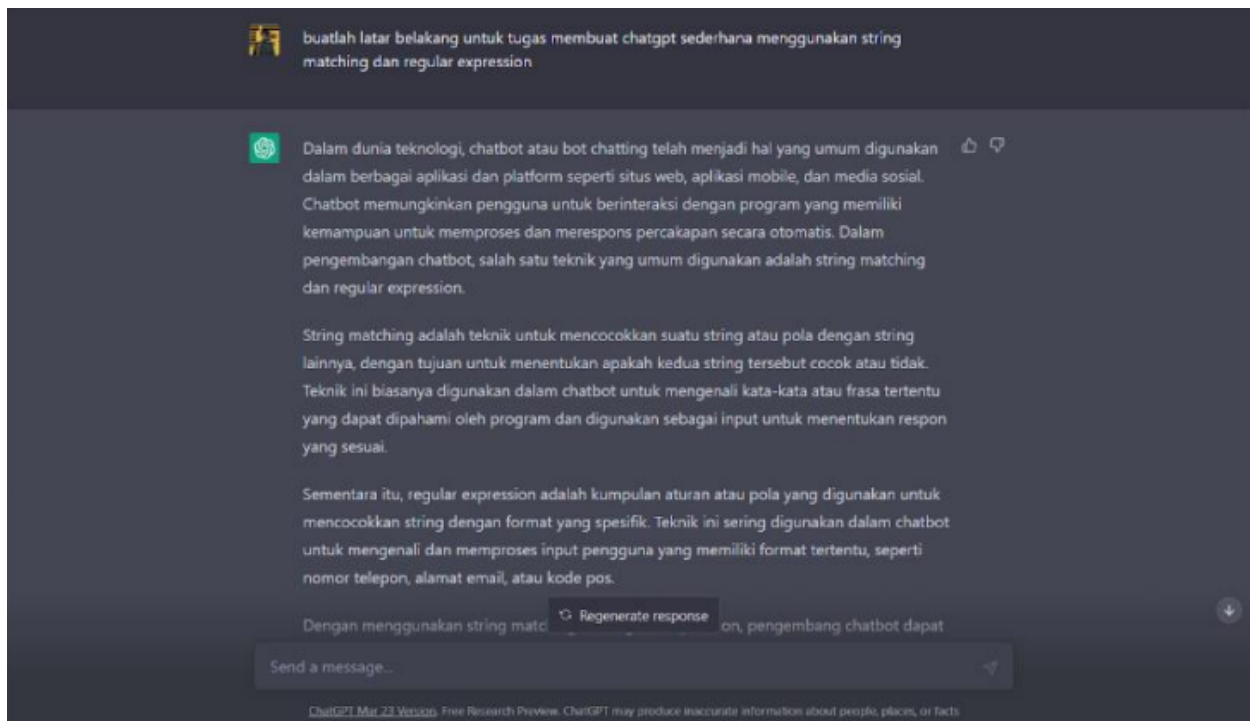 buatlah latar belakang untuk tugas membuat chatgpt sederhana menggunakan string
matching dan regular expression
Dalam dunia teknologi, chatbot atau bot chatting telah menjadi hal yang umum digunakan
dalam berbagai aplikasi dan platform seperti situs web, aplikasi mobile, dan media sosial.
Chatbot memungkinkan pengguna untuk berinteraksi dengan program yang memiliki
kemampuan untuk memproses dan merespons percakapan secara otomatis. Dalam
pengembangan chatbot, salah satu teknik yang umum digunakan adalah string matching
dan regular expression.
String matching adalah teknik untuk mencocokkan suatu string atau pola dengan string
lainnya, dengan tujuan untuk menentukan apakah kedua string tersebut cocok atau tidak.
Teknik ini biasanya digunakan dalam chatbot untuk mengenali kata-kata atau frasa tertentu
yang dapat dipahami oleh program dan digunakan sebagai input untuk menentukan respon
yang sesuai.
Sementara itu, regular expression adalah kumpulan aturan atau pola yang digunakan untuk
mencocokkan string dengan format yang spesifik. Teknik ini sering digunakan dalam chatbot
untuk mengenali dan memproses input pengguna yang memiliki format tertentu, seperti
nomor telepon, alamat email, atau kode pos.
Regenerate response
Dengan menggunakan string pengembang chatbot dapat
Send a message...
ChatGPT Mar 23 Version. Free Research Preview. ChatGPT may produce inaccurate information about people, places, or facts